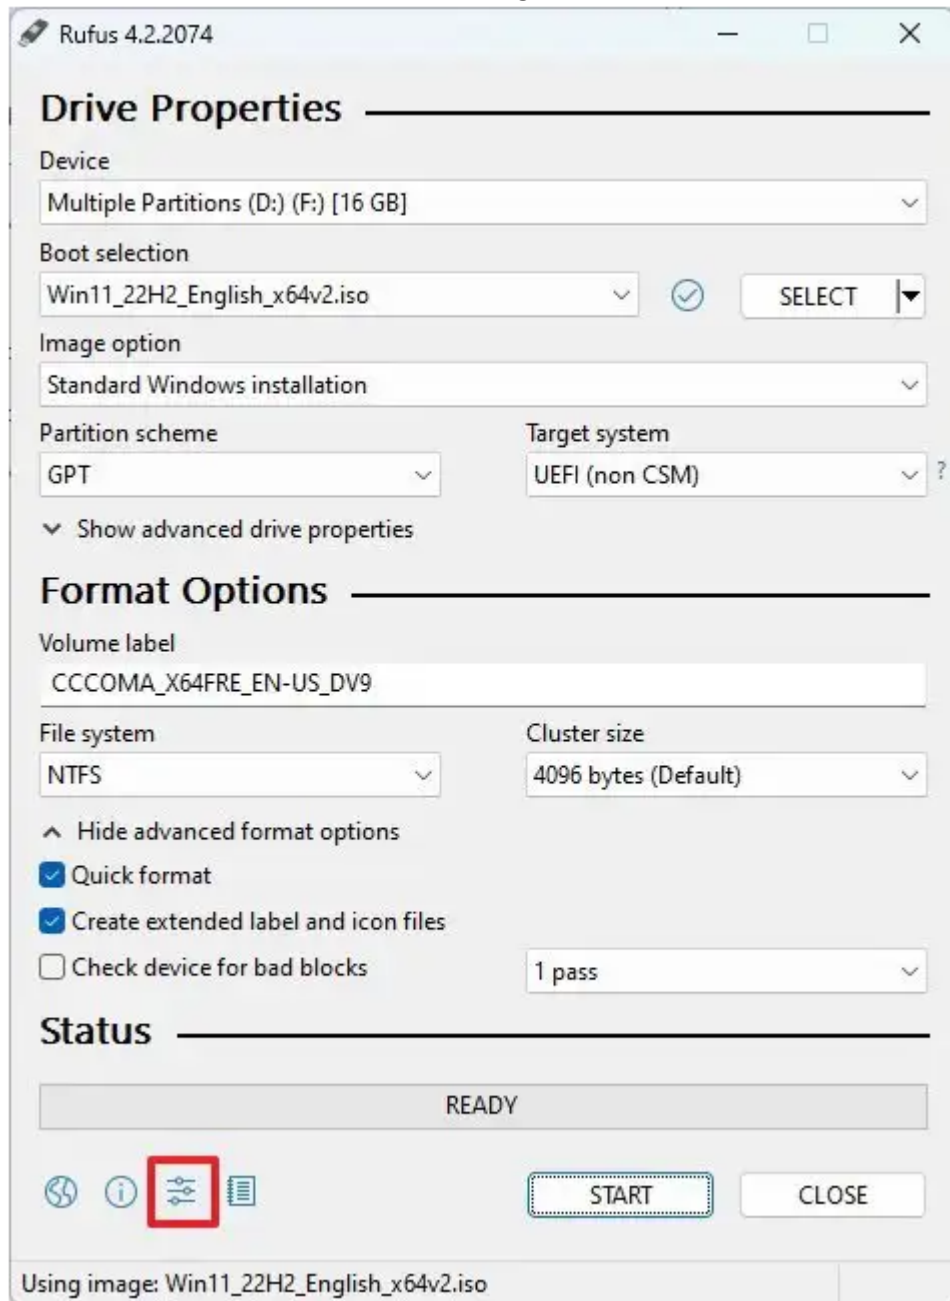 Rufus 4.2.2074
Drive Properties
Device
Multiple Partitions (D:) (F:) [16 GB]
Boot selection
Win11_22H2_English_x64v2.iso
SELECT
Image option
Standard Windows installation
Partition scheme
Target system
GPT
UEFI (non CSM)
?
Show advanced drive properties
Format Options
Volume label
CCCOMA_X64FRE_EN-US_DV9
File system
Cluster size
NTFS
4096 bytes (Default)
Hide advanced format options
Quick format
Create extended label and icon files
Check device for bad blocks
1 pass
Status
READY
START
CLOSE
Using image: Win11_22H2_English_x64v2.iso